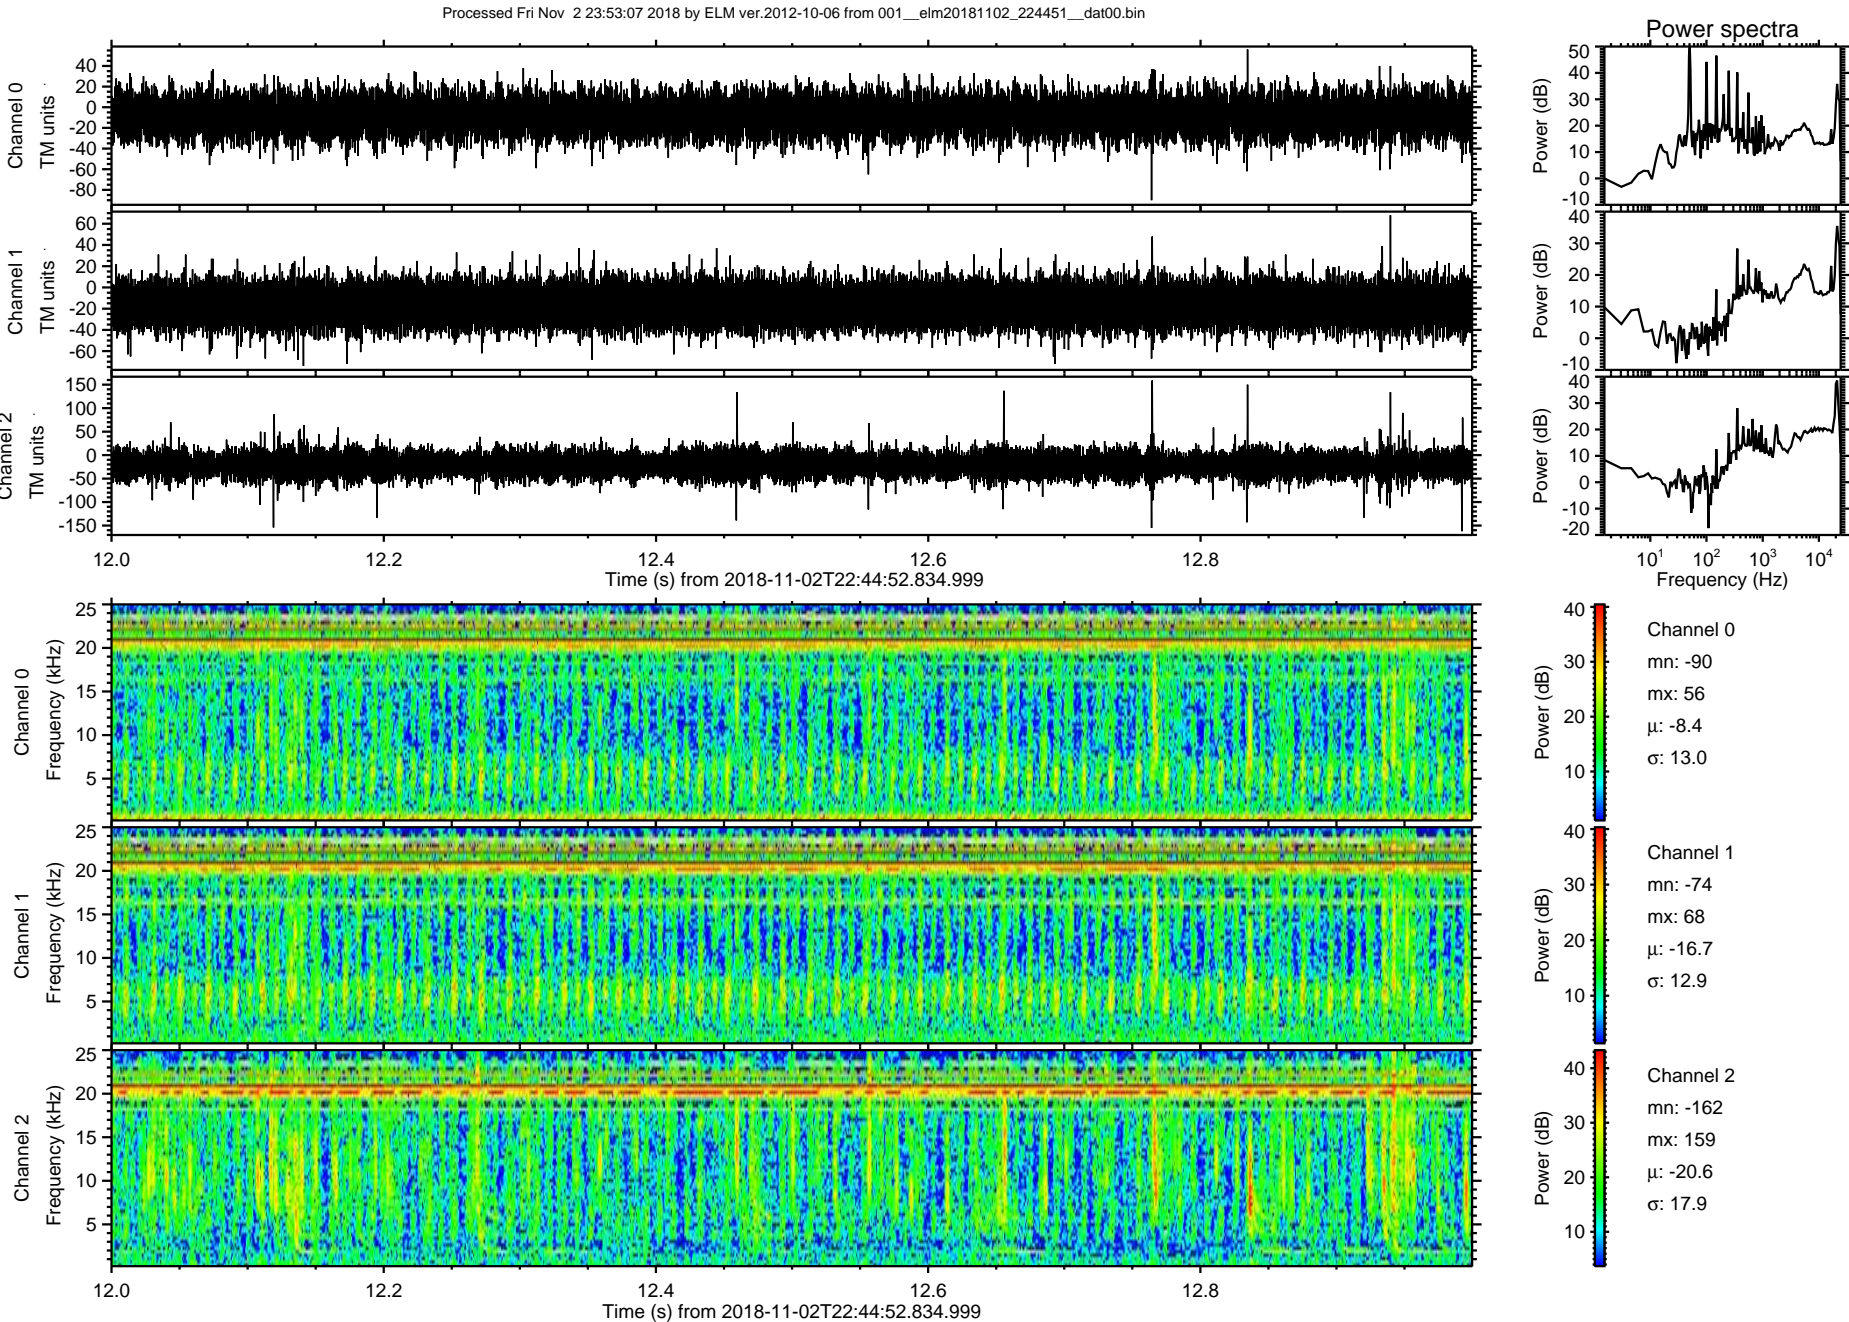 Processed Fri Nov  2 23:53:07 2018 by ELM ver.2012-10-06 from 001__elm20181102_224451__dat00.bin
Power spectra
Channel 0
TM units
40
20
0
-20
-40
-60
-80
Power (dB)
50
40
30
20
10
0
-10
Channel 1
TM units
60
40
20
0
-20
-40
-60
Power (dB)
40
30
20
10
0
-10
Channel 2
TM units
150
100
50
0
-50
-100
-150
Power (dB)
40
30
20
10
0
-10
-20
12.0 12.2 12.4 12.6 12.8
Time (s) from 2018-11-02T22:44:52.834.999
10¹ 10² 10³ 10⁴
Frequency (Hz)
Channel 0
Frequency (kHz)
25
20
15
10
5
Power (dB)
40
30
20
10
Channel 0
mn: -90
mx: 56
μ: -8.4
σ: 13.0
Channel 1
Frequency (kHz)
25
20
15
10
5
Power (dB)
40
30
20
10
Channel 1
mn: -74
mx: 68
μ: -16.7
σ: 12.9
Channel 2
Frequency (kHz)
25
20
15
10
5
Power (dB)
40
30
20
10
Channel 2
mn: -162
mx: 159
μ: -20.6
σ: 17.9
12.0 12.2 12.4 12.6 12.8
Time (s) from 2018-11-02T22:44:52.834.999